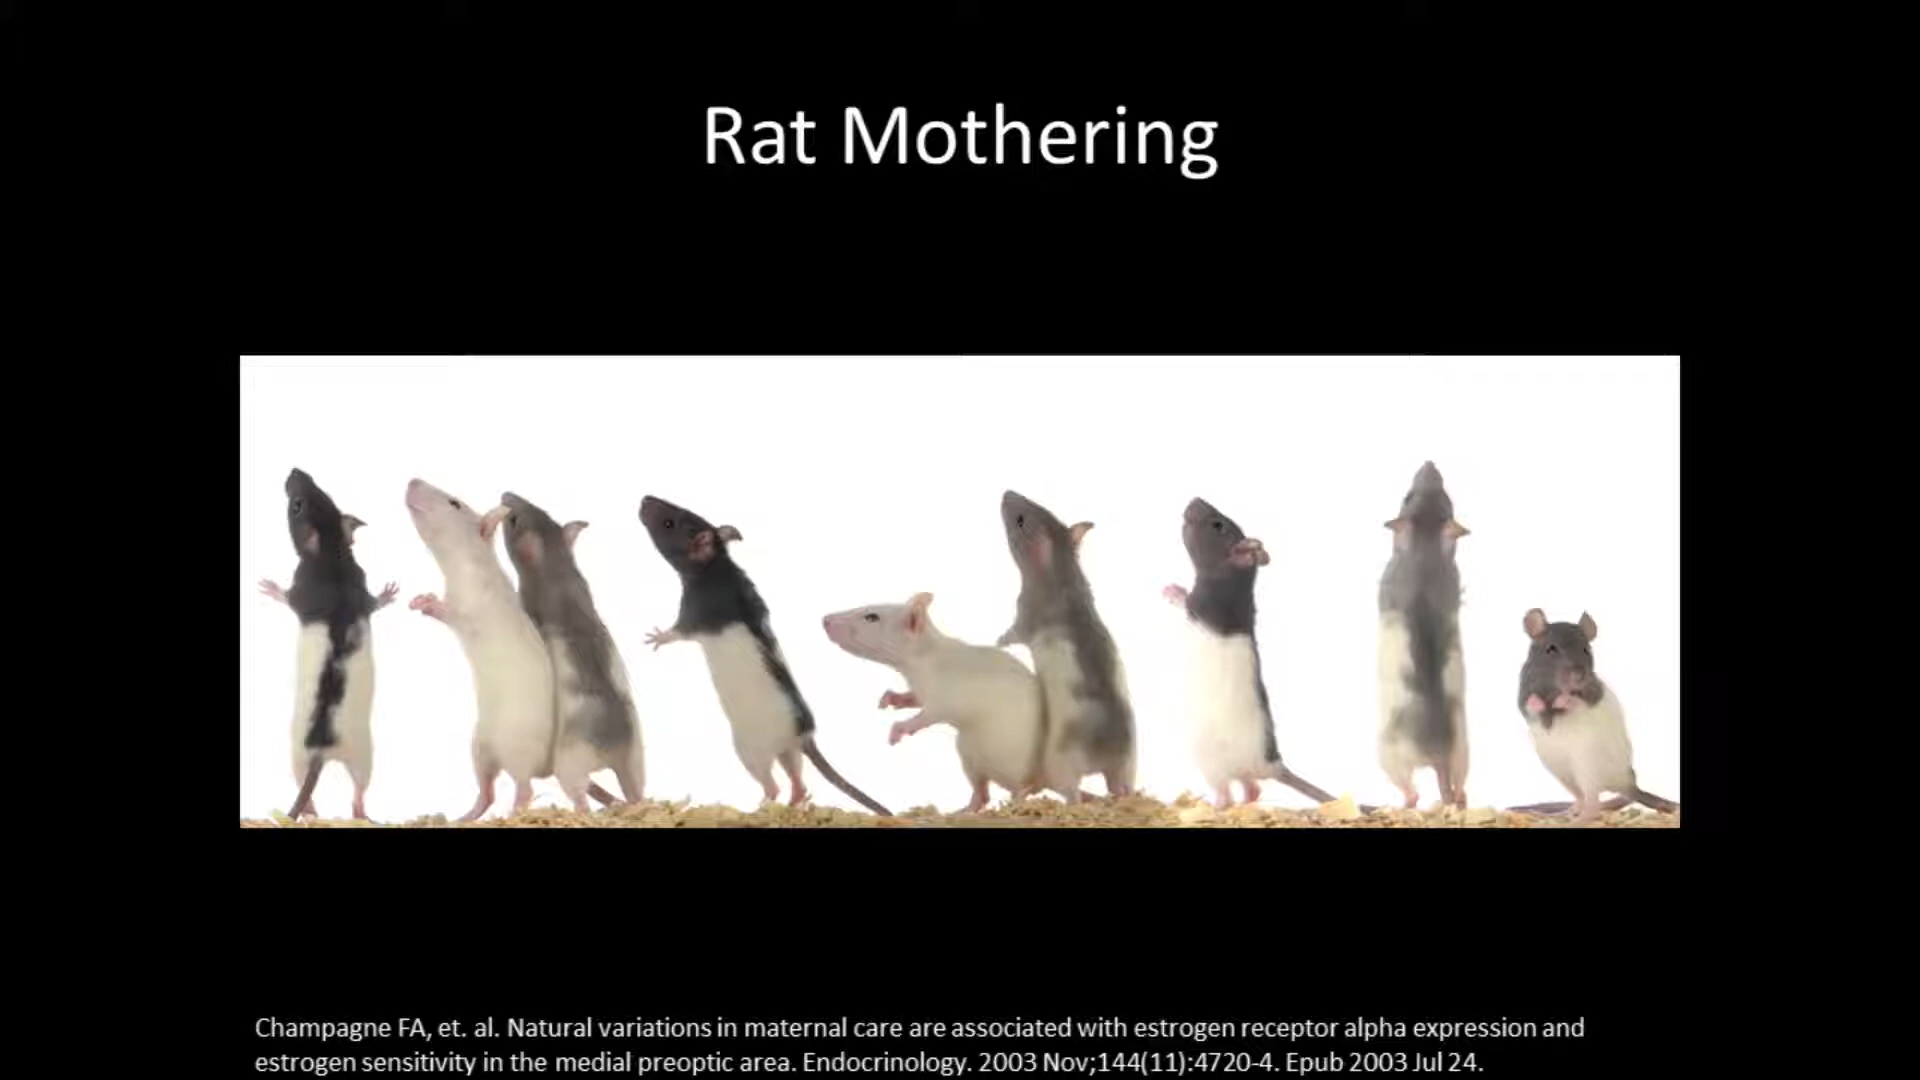 Rat Mothering
Champagne FA, et. al. Natural variations in maternal care are associated with estrogen receptor alpha expression and
estrogen sensitivity in the medial preoptic area. Endocrinology. 2003 Nov;144(11):4720-4. Epub 2003 Jul 24.